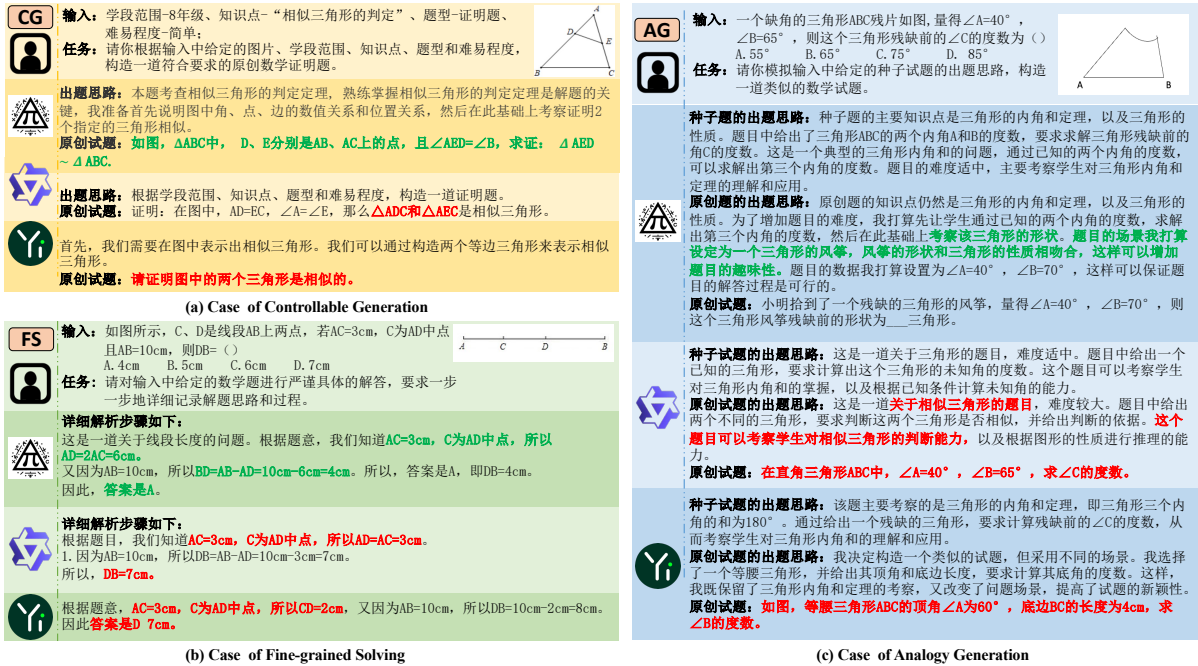 CG
输入：学段范围-8年级、知识点-“相似三角形的判定”、题型-证明题、
难易程度-简单；
任务：请你根据输入中给定的图片、学段范围、知识点、题型和难易程度，
构造一道符合要求的原创数学证明题。
A
D
E
B
C
出题思路：本题考查相似三角形的判定定理，熟练掌握相似三角形的判定定理是解题的关
键，我准备首先说明图中角、点、边的数值关系和位置关系，然后在此基础上考察证明2
个指定的三角形相似。
原创试题：如图，ΔABC中， D、E分别是AB、AC上的点，且∠AED=∠B，求证： ΔAED
~ΔABC.
出题思路：根据学段范围、知识点、题型和难易程度，构造一道证明题。
原创试题：证明：在图中，AD=EC，∠A=∠E，那么△ADC和△AEC是相似三角形。
Yi
首先，我们需要在图中表示出相似三角形。我们可以通过构造两个等边三角形来表示相似
三角形。
原创试题：请证明图中的两个三角形是相似的。
(a) Case of Controllable Generation
FS
输入：如图所示，C、D是线段AB上两点，若AC=3cm，C为AD中点
且AB=10cm，则DB=（）
A.4cm B.5cm C.6cm D.7cm
任务：请对输入中给定的数学题进行严谨具体的解答，要求一步
一步地详细记录解题思路和过程。
A C D B
详细解析步骤如下：
这是一道关于线段长度的问题。根据题意，我们知道AC=3cm，C为AD中点，所以
AD=2AC=6cm。
又因为AB=10cm，所以BD=AB-AD=10cm-6cm=4cm。所以，答案是A，即DB=4cm。
因此，答案是A。
详细解析步骤如下：
根据题目，我们知道AC=3cm，C为AD中点，所以AD=AC=3cm。
1.因为AB=10cm，所以DB=AB-AD=10cm-3cm=7cm。
所以，DB=7cm。
Yi
根据题意，AC=3cm，C为AD中点，所以CD=2cm，又因为AB=10cm，所以DB=10cm-2cm=8cm。
因此答案是D 7cm。
(b) Case of Fine-grained Solving
AG
输入：一个缺角的三角形ABC残片如图,量得∠A=40°，
∠B=65°，则这个三角形残缺前的∠C的度数为（）
A.55° B.65° C.75° D. 85°
任务：请你模拟输入中给定的种子试题的出题思路，构造
一道类似的数学试题。
A B
种子题的出题思路：种子题的主要知识点是三角形的内角和定理，以及三角形的
性质。题目中给出了三角形ABC的两个内角A和B的度数，要求求解三角形残缺前的
角C的度数。这是一个典型的三角形内角和的问题，通过已知的两个内角的度数，
可以求解出第三个内角的度数。题目的难度适中，主要考察学生对三角形内角和
定理的理解和应用。
原创题的出题思路：原创题的知识点仍然是三角形的内角和定理，以及三角形的
性质。为了增加题目的难度，我打算先让学生通过已知的两个内角的度数，求解
出第三个内角的度数，然后在此基础上考察该三角形的形状。题目的场景我打算
设定为一个三角形的风筝，风筝的形状和三角形的性质相吻合，这样可以增加
题目的趣味性。题目的数据我打算设置为∠A=40°，∠B=70°，这样可以保证题
目的解答过程是可行的。
原创试题：小明拾到了一个残缺的三角形的风筝，量得∠A=40°，∠B=70°，则
这个三角形风筝残缺前的形状为___三角形。
种子试题的出题思路：这是一道关于三角形的题目，难度适中。题目中给出一个
已知的三角形，要求计算出这个三角形的未知角的度数。这个题目可以考察学生
对三角形内角和的掌握，以及根据已知条件计算未知角的能力。
原创试题的出题思路：这是一道关于相似三角形的题目，难度较大。题目中给出
两个不同的三角形，要求判断这两个三角形是否相似，并给出判断的依据。这个
题目可以考察学生对相似三角形的判断能力，以及根据图形的性质进行推理的能
力。
原创试题：在直角三角形ABC中，∠A=40°，∠B=65°，求∠C的度数。
种子试题的出题思路：该题主要考察的是三角形的内角和定理，即三角形三个内
角的和为180°。通过给出一个残缺的三角形，要求计算残缺前的∠C的度数，从
而考察学生对三角形内角和的理解和应用。
Yi
原创试题的出题思路：我决定构造一个类似的试题，但采用不同的场景。我选择
了一个等腰三角形，并给出其顶角和底边长度，要求计算其底角的度数。这样，
我既保留了三角形内角和定理的考察，又改变了问题场景，提高了试题的新颖性。
原创试题：如图，等腰三角形ABC的顶角∠A为60°，底边BC的长度为4cm，求
∠B的度数。
(c) Case of Analogy Generation